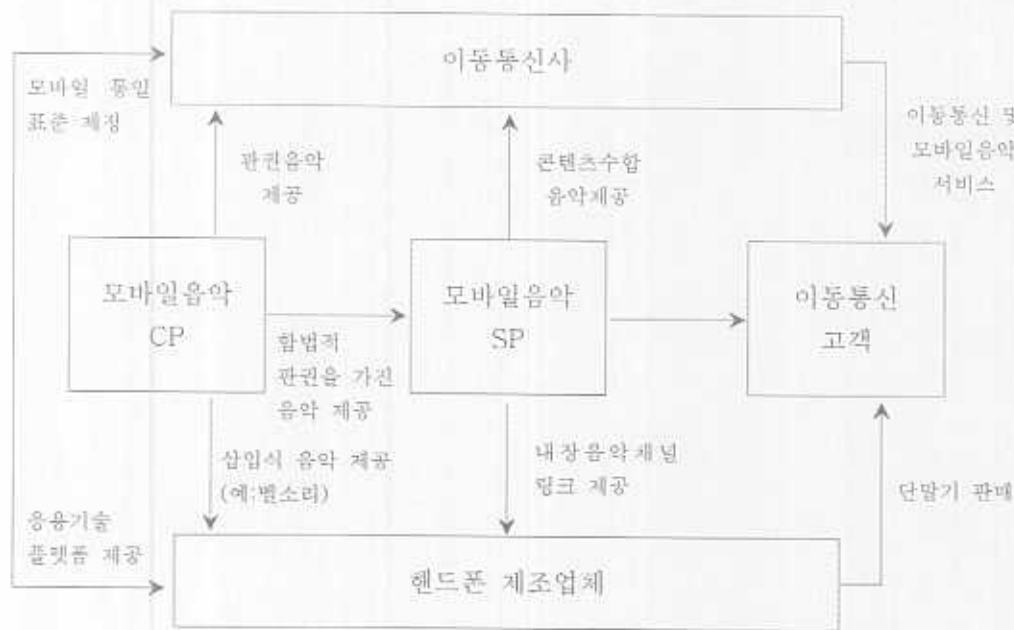 이동통신사
모바일 통일
표준 제정
이동통신 및
모바일음악
서비스
판권음악
제공
콘텐츠수합
음악제공
모바일음악
CP
모바일음악
SP
이동통신
고객
합법적
판권을 가진
음악 제공
삽입식 음악 제공
(예:벨소리)
내장음악채널
링크 제공
단말기 판매
응용기술
플랫폼 제공
핸드폰 제조업체